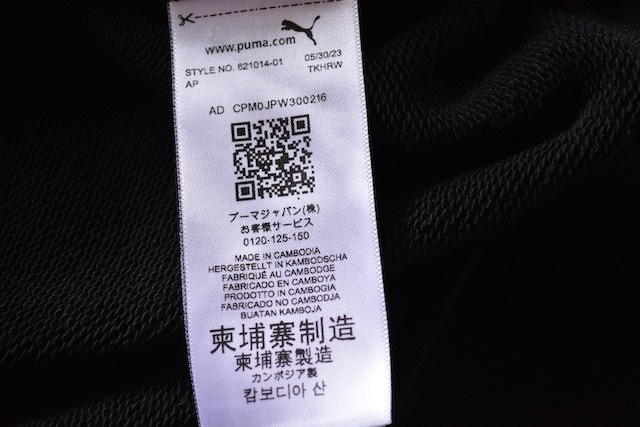 www.puma.com
STYLE NO. 621014-01 05/30/23
AP TKHRW
AD CPM0JPW300216
プーマジャパン(株)
お客様サービス
0120-125-150
MADE IN CAMBODIA
HERGESTELLT IN KAMBODSCHA
FABRIQUÉ AU CAMBODGE
FABRICADO EN CAMBOYA
PRODOTTO IN CAMBOGIA
FABRICADO NO CAMBODJA
BUATAN KAMBOJA
柬埔寨制造
柬埔寨製造
カンボジア製
캄보디아 산